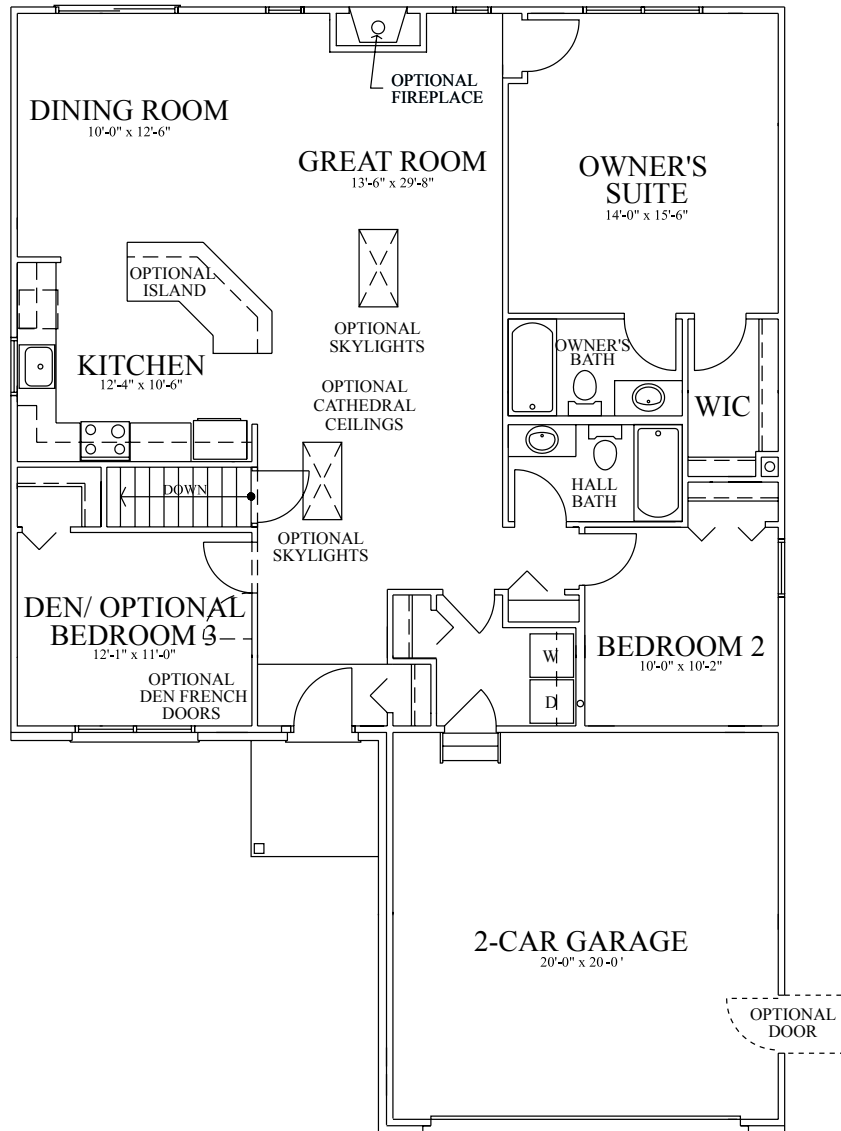 OPTIONAL
FIREPLACE
DINING ROOM
10'-0" x 12'-6"
GREAT ROOM
13'-6" x 29'-8"
OWNER'S
SUITE
14'-0" x 15'-6"
OPTIONAL
ISLAND
OPTIONAL
SKYLIGHTS
KITCHEN
12'-4" x 10'-6"
OWNER'S
BATH
OPTIONAL
CATHEDRAL
CEILINGS
WIC
DOWN
HALL
BATH
OPTIONAL
SKYLIGHTS
DEN/ OPTIONAL
BEDROOM 3
12'-1" x 11'-0"
OPTIONAL
DEN FRENCH
DOORS
W
D
BEDROOM 2
10'-0" x 10'-2"
2-CAR GARAGE
20'-0" x 20-0'
OPTIONAL
DOOR